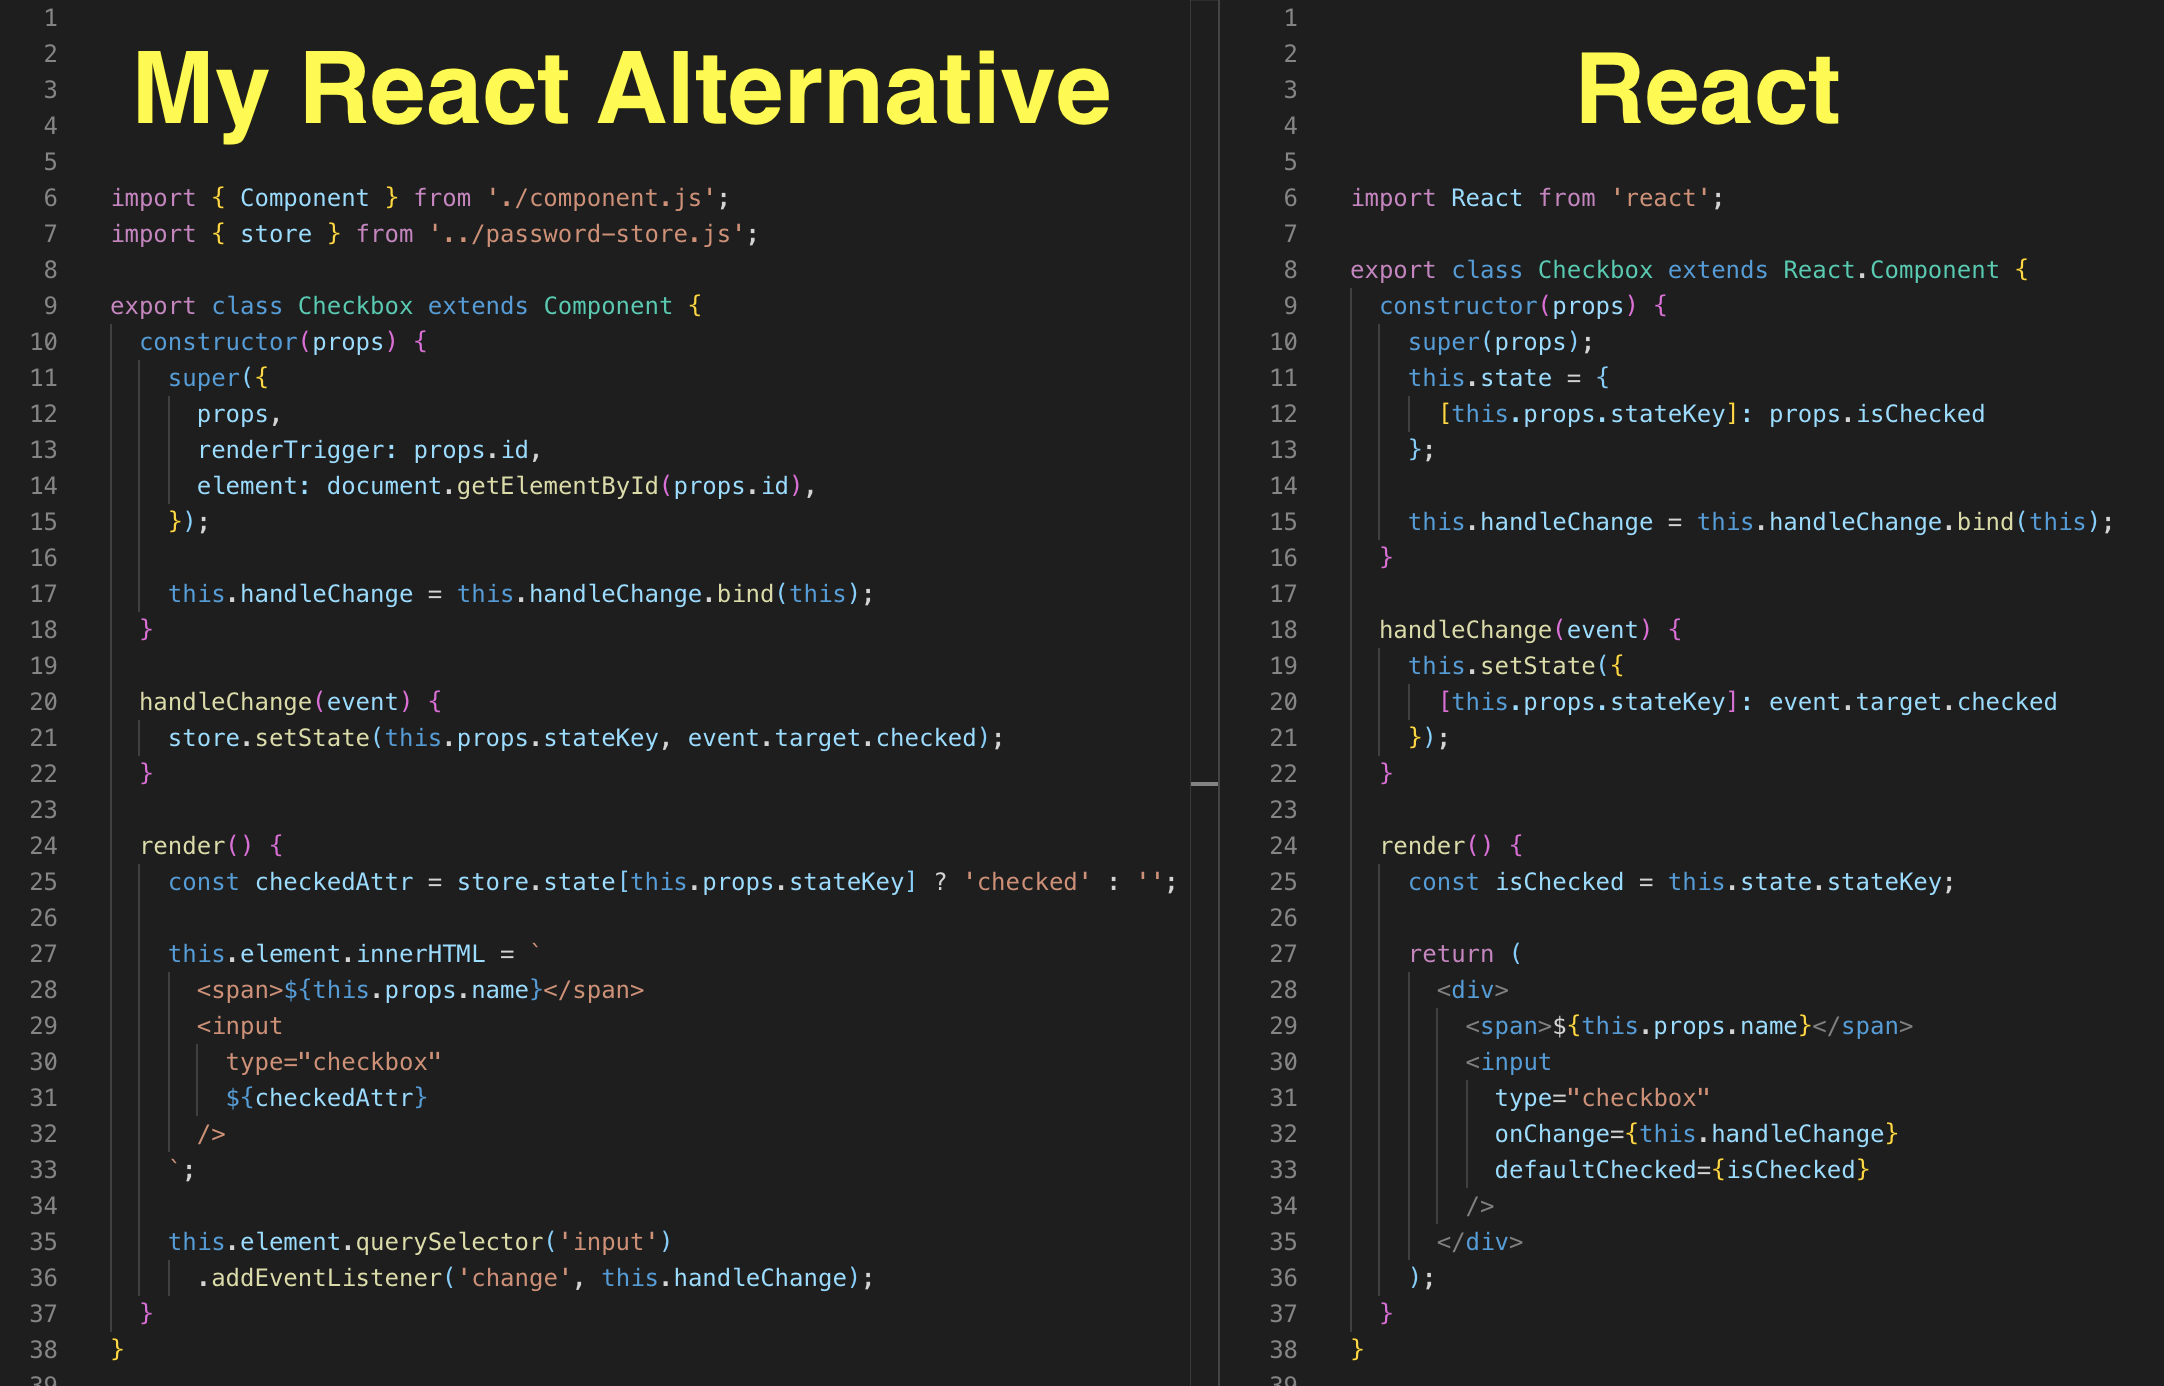 My React Alternative
1
2
3
4
5
6 import { Component } from './component.js';
7 import { store } from '../password-store.js';
8
9 export class Checkbox extends Component {
10 constructor(props) {
11 super({
12 props,
13 renderTrigger: props.id,
14 element: document.getElementById(props.id),
15 });
16
17 this.handleChange = this.handleChange.bind(this);
18 }
19
20 handleChange(event) {
21 store.setState(this.props.stateKey, event.target.checked);
22 }
23
24 render() {
25 const checkedAttr = store.state[this.props.stateKey] ? 'checked' : '';
26
27 this.element.innerHTML = `
28 <span>${this.props.name}</span>
29 <input
30 type="checkbox"
31 ${checkedAttr}
32 />
33 `;
34
35 this.element.querySelector('input')
36 .addEventListener('change', this.handleChange);
37 }
38 }
39
React
1
2
3
4
5
6 import React from 'react';
7
8 export class Checkbox extends React.Component {
9 constructor(props) {
10 super(props);
11 this.state = {
12 [this.props.stateKey]: props.isChecked
13 };
14
15 this.handleChange = this.handleChange.bind(this);
16 }
17
18 handleChange(event) {
19 this.setState({
20 [this.props.stateKey]: event.target.checked
21 });
22 }
23
24 render() {
25 const isChecked = this.state.stateKey;
26
27 return (
28 <div>
29 <span>${this.props.name}</span>
30 <input
31 type="checkbox"
32 onChange={this.handleChange}
33 defaultChecked={isChecked}
34 />
35 </div>
36 );
37 }
38 }
39